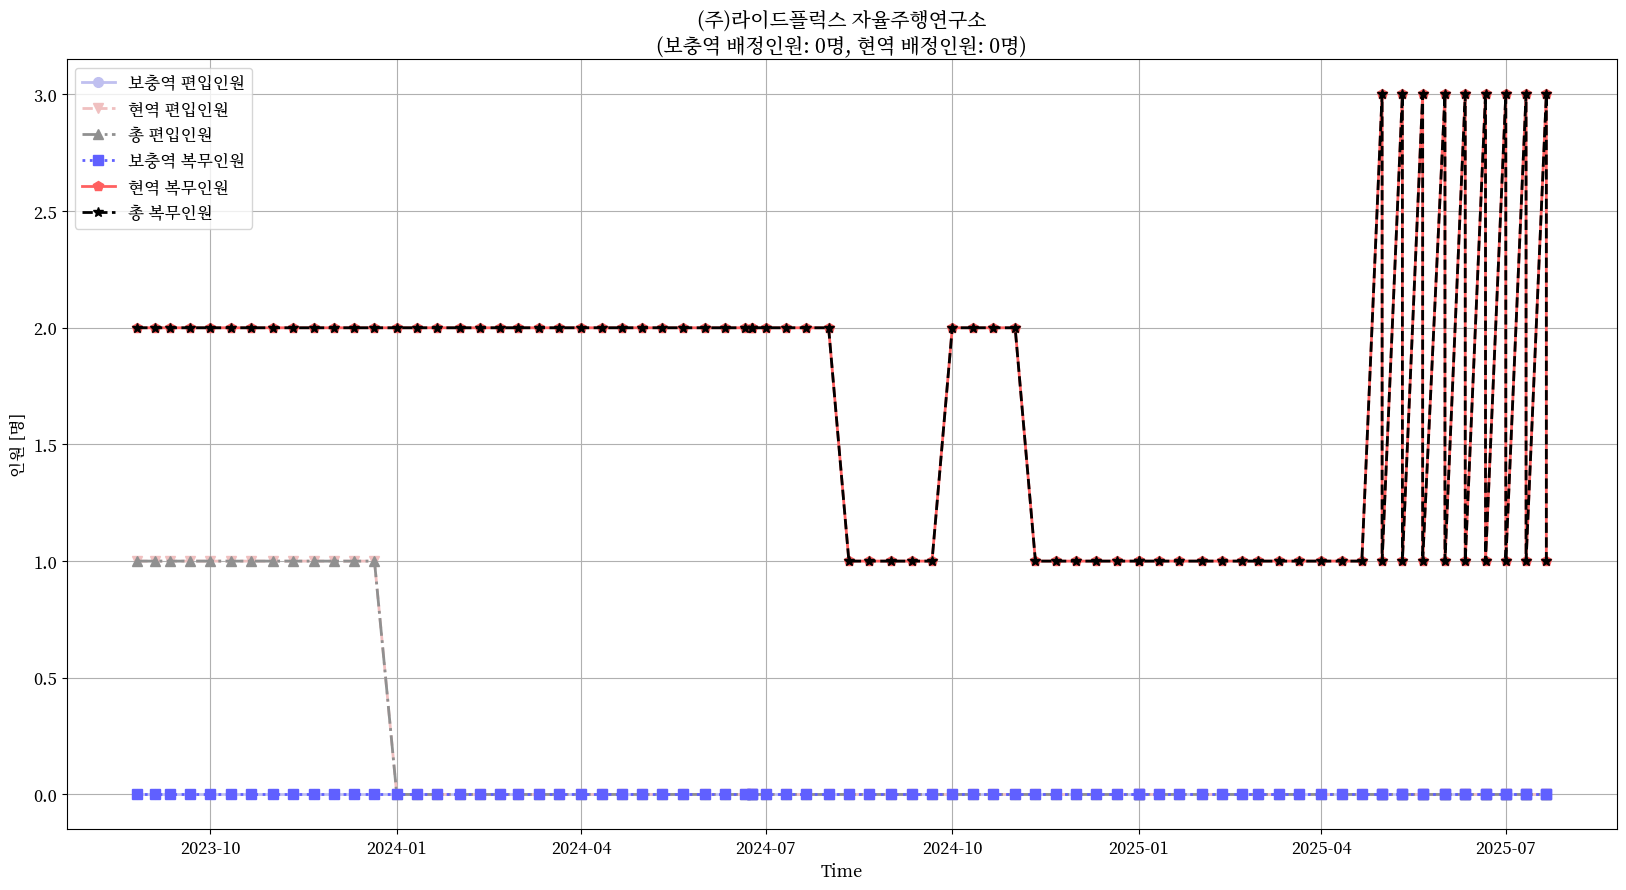 (주)라이드플럭스 자율주행연구소
(보충역 배정인원: 0명, 현역 배정인원: 0명)
보충역 편입인원
현역 편입인원
총 편입인원
보충역 복무인원
현역 복무인원
총 복무인원
3.0
2.5
2.0
1.5
1.0
0.5
0.0
인원 [명]
2023-10
2024-01
2024-04
2024-07
2024-10
2025-01
2025-04
2025-07
Time